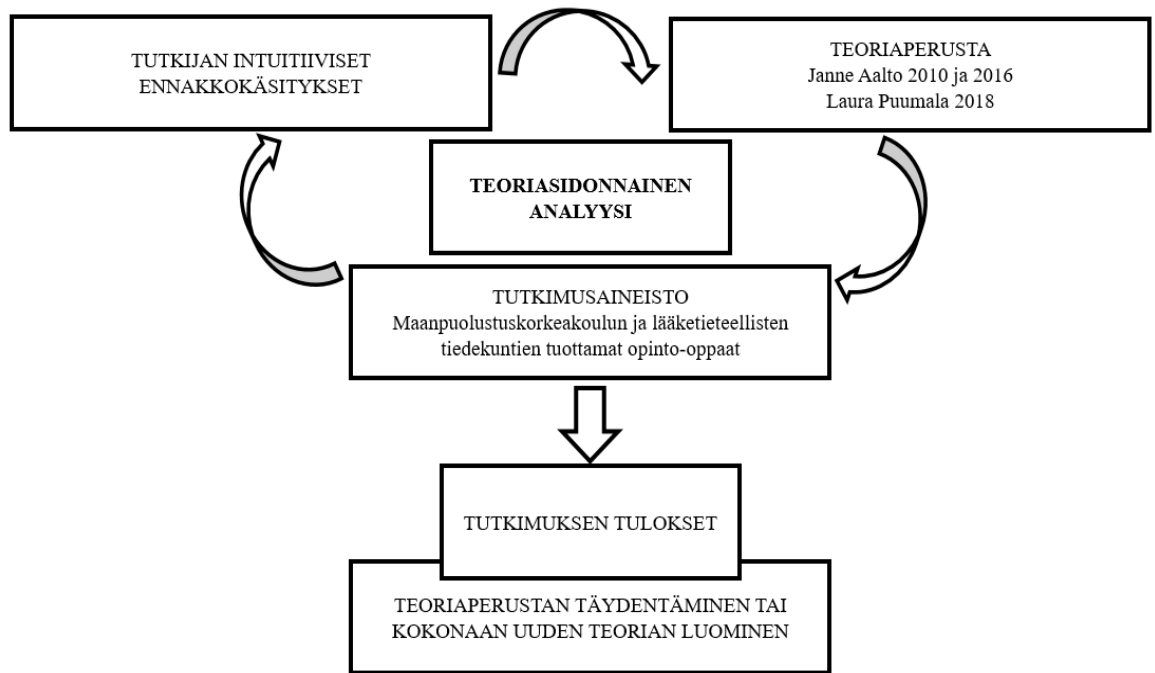 TUTKIJAN INTUITIIVISET
ENNAKKOKÄSITYKSET
TEORIAPERUSTA
Janne Aalto 2010 ja 2016
Laura Puumala 2018
TEORIASIDONNAINEN
ANALYYSI
TUTKIMUSAINEISTO
Maanpuolustuskorkeakoulun ja lääketieteellisten
tiedekuntien tuottamat opinto-oppaat
TUTKIMUKSEN TULOKSET
TEORIAPERUSTAN TÄYDENTÄMINEN TAI
KOKONAAN UUDEN TEORIAN LUOMINEN